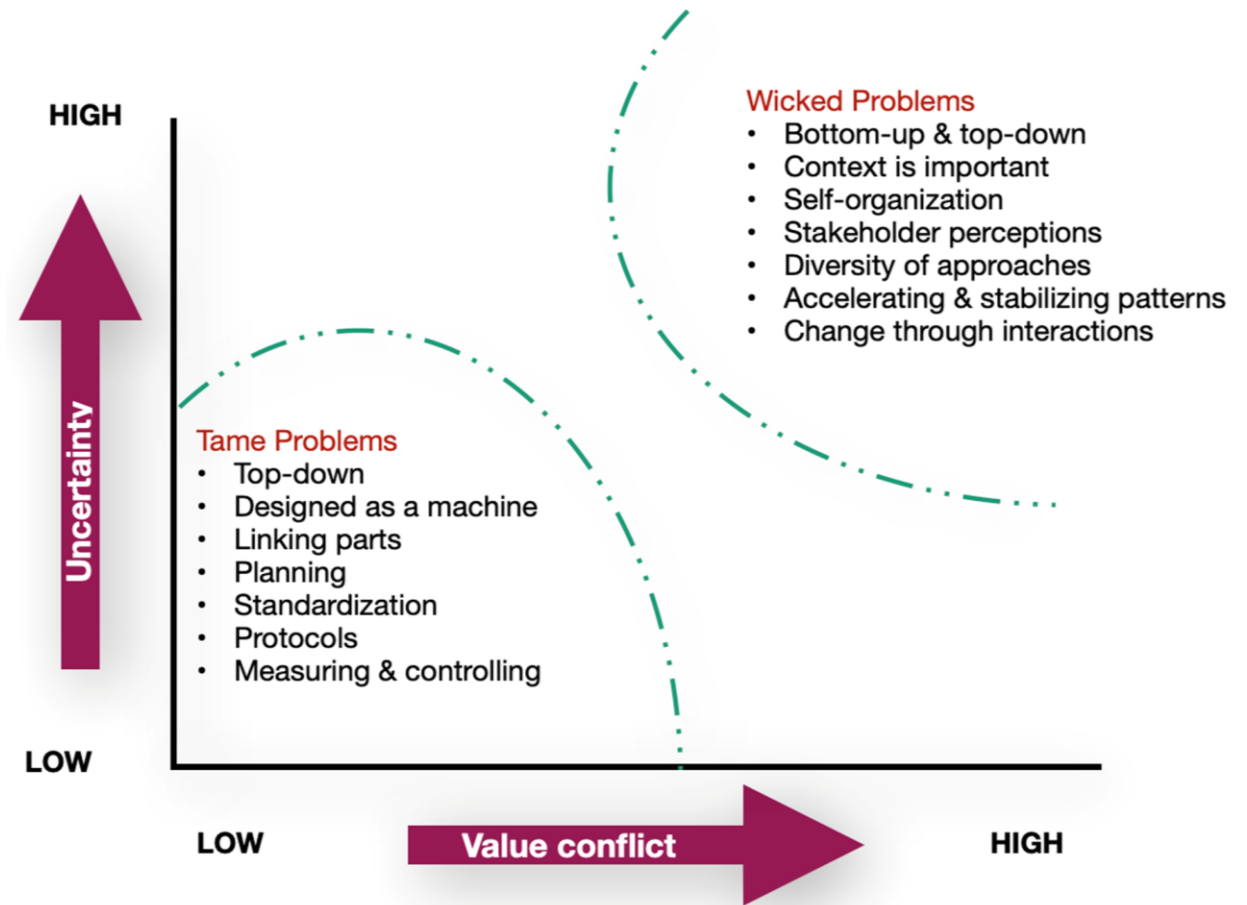 HIGH
Uncertainty
LOW
Wicked Problems
• Bottom-up & top-down
• Context is important
• Self-organization
• Stakeholder perceptions
• Diversity of approaches
• Accelerating & stabilizing patterns
• Change through interactions
Tame Problems
• Top-down
• Designed as a machine
• Linking parts
• Planning
• Standardization
• Protocols
• Measuring & controlling
LOW
Value conflict
HIGH